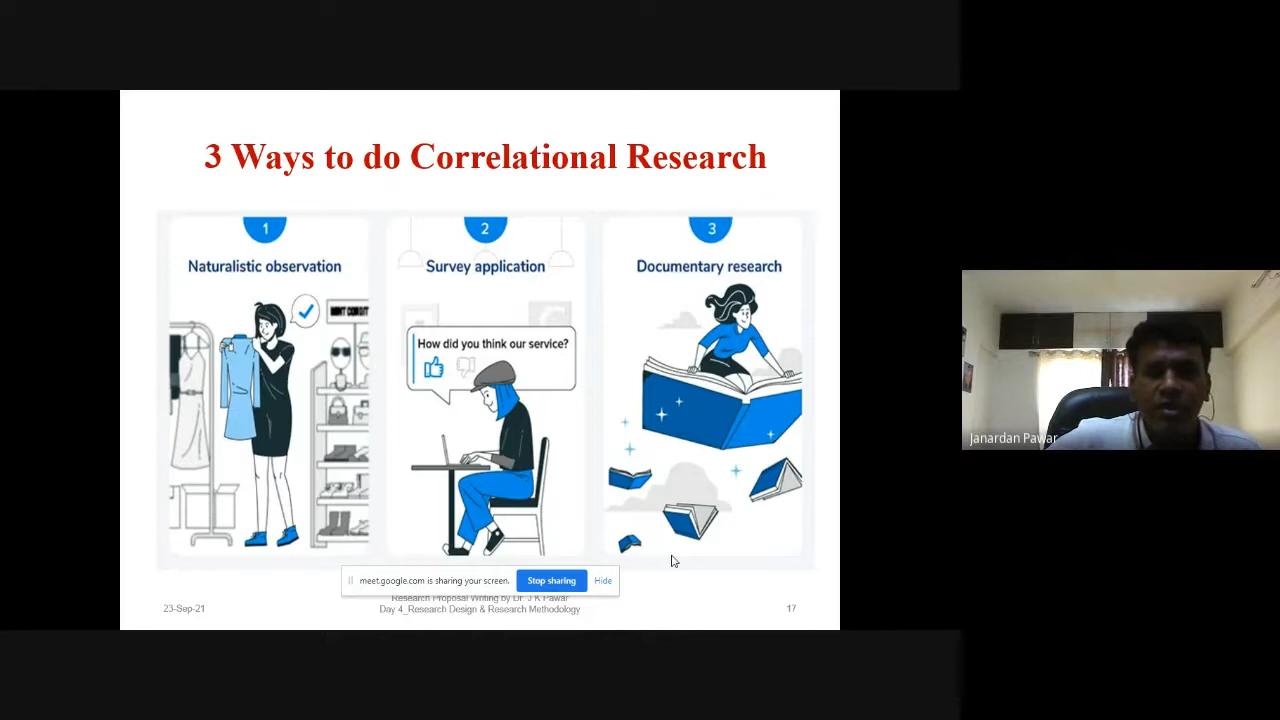 3 Ways to do Correlational Research
1
Naturalistic observation
2
Survey application
How did you think our service?
3
Documentary research
meet.google.com is sharing your screen.
Stop sharing
Hide
23-Sep-21
Research Proposal Writing by Dr. J K Pawar
Day 4_Research Design & Research Methodology
17
Janardan Pawar